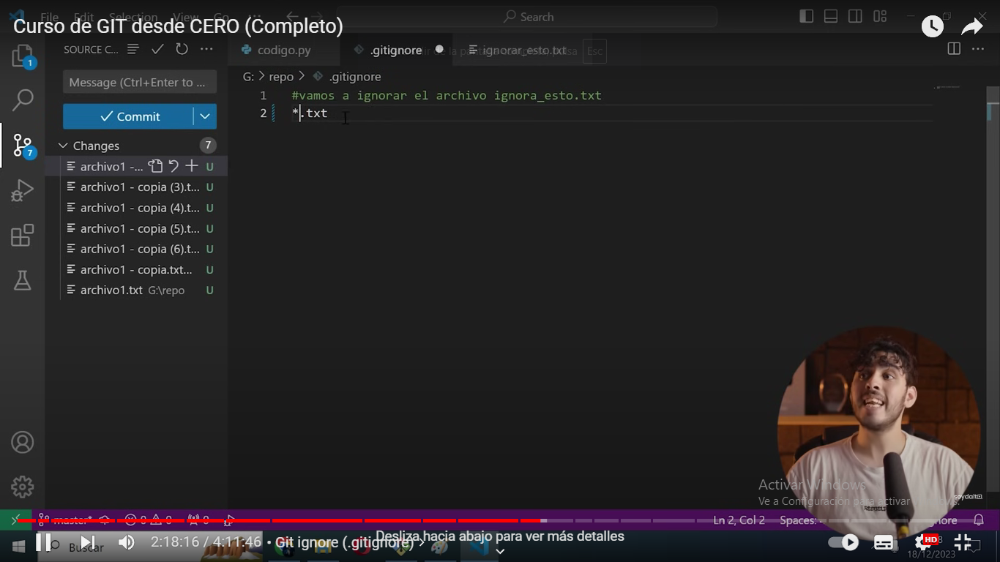 File Edit Selection View Go ...
Search
Curso de GIT desde CERO (Completo)
SOURCE C...
codigo.py
.gitignore
ignorar_esto.txt
Esc
1
Message (Ctrl+Enter to ...
G: > repo > .gitignore
1 #vamos a ignorar el archivo ignora_esto.txt
2 *.txt
Commit
Changes 7
7
archivo1 -... U
archivo1 - copia (3).t... U
archivo1 - copia (4).t... U
archivo1 - copia (5).t... U
archivo1 - copia (6).t... U
archivo1 - copia.txt... U
archivo1.txt G:\repo U
Activar Windows
Ve a Configuración para activar Windows.
soydalto
master*
0 0
0
Ln 2, Col 2 Spaces:
Desliza hacia abajo para ver más detalles
Buscar
2:18:16 / 4:11:46 • Git ignore (.gitignore) >
HD
18/12/2023